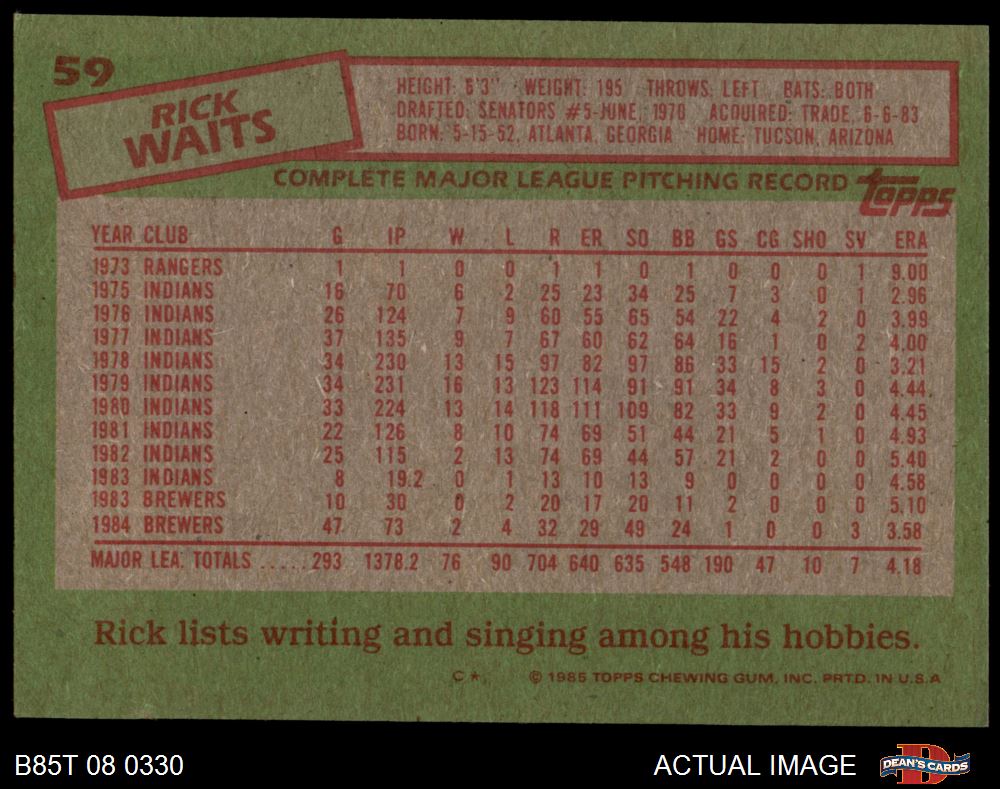 59
RICK
WAITS
HEIGHT: 6'3" WEIGHT: 195 THROWS: LEFT BATS: BOTH
DRAFTED: SENATORS #5-JUNE, 1970 ACQUIRED: TRADE, 6-6-83
BORN: 5-15-52, ATLANTA, GEORGIA HOME: TUCSON, ARIZONA
COMPLETE MAJOR LEAGUE PITCHING RECORD Topps
YEAR CLUB G IP W L R ER SO BB GS CG SHO SV ERA
1973 RANGERS 1 1 0 0 1 1 0 1 0 0 0 1 9.00
1975 INDIANS 16 70 6 2 25 23 34 25 7 3 0 1 2.96
1976 INDIANS 26 124 7 9 60 55 65 54 22 4 2 0 3.99
1977 INDIANS 37 135 9 7 67 60 62 64 16 1 0 2 4.00
1978 INDIANS 34 230 13 15 97 82 97 86 33 15 2 0 3.21
1979 INDIANS 34 231 16 13 123 114 91 91 34 8 3 0 4.44
1980 INDIANS 33 224 13 14 118 111 109 82 33 9 2 0 4.45
1981 INDIANS 22 126 8 10 74 69 51 44 21 5 1 0 4.93
1982 INDIANS 25 115 2 13 74 69 44 57 21 2 0 0 5.40
1983 INDIANS 8 19.2 0 1 13 10 13 9 0 0 0 0 4.58
1983 BREWERS 10 30 0 2 20 17 20 11 2 0 0 0 5.10
1984 BREWERS 47 73 2 4 32 29 49 24 1 0 0 3 3.58
MAJOR LEA. TOTALS ..... 293 1378.2 76 90 704 640 635 548 190 47 10 7 4.18
Rick lists writing and singing among his hobbies.
C* © 1985 TOPPS CHEWING GUM, INC. PRTD. IN U.S.A
B85T 08 0330 ACTUAL IMAGE D DEAN'S CARDS